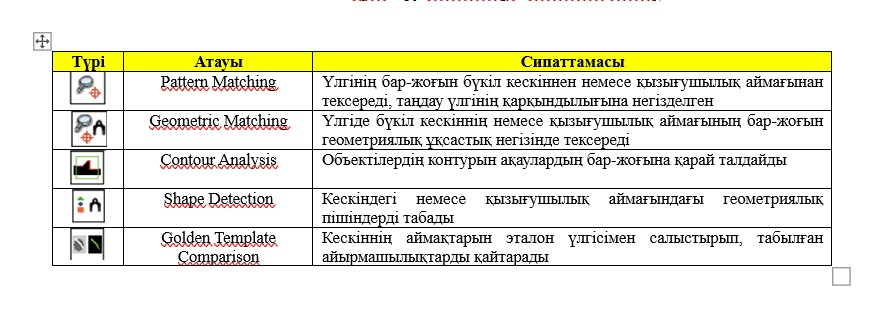 Түрі Атауы Сипаттамасы
Pattern Matching Үлгінің бар-жоғын бүкіл кескіннен немесе қызығушылық аймағынан
тексереді, таңдау үлгінің қарқындылығына негізделген
Geometric Matching Үлгіде бүкіл кескіннің немесе қызығушылық аймағының бар-жоғын
геометриялық ұқсастық негізінде тексереді
Contour Analysis Объектілердің контурын ақаулардың бар-жоғына қарай талдайды
Shape Detection Кескіндегі немесе қызығушылық аймағындағы геометриялық
пішіндерді табады
Golden Template Кескіннің аймақтарын эталон үлгісімен салыстырып, табылған
Comparison айырмашылықтарды қайтарады